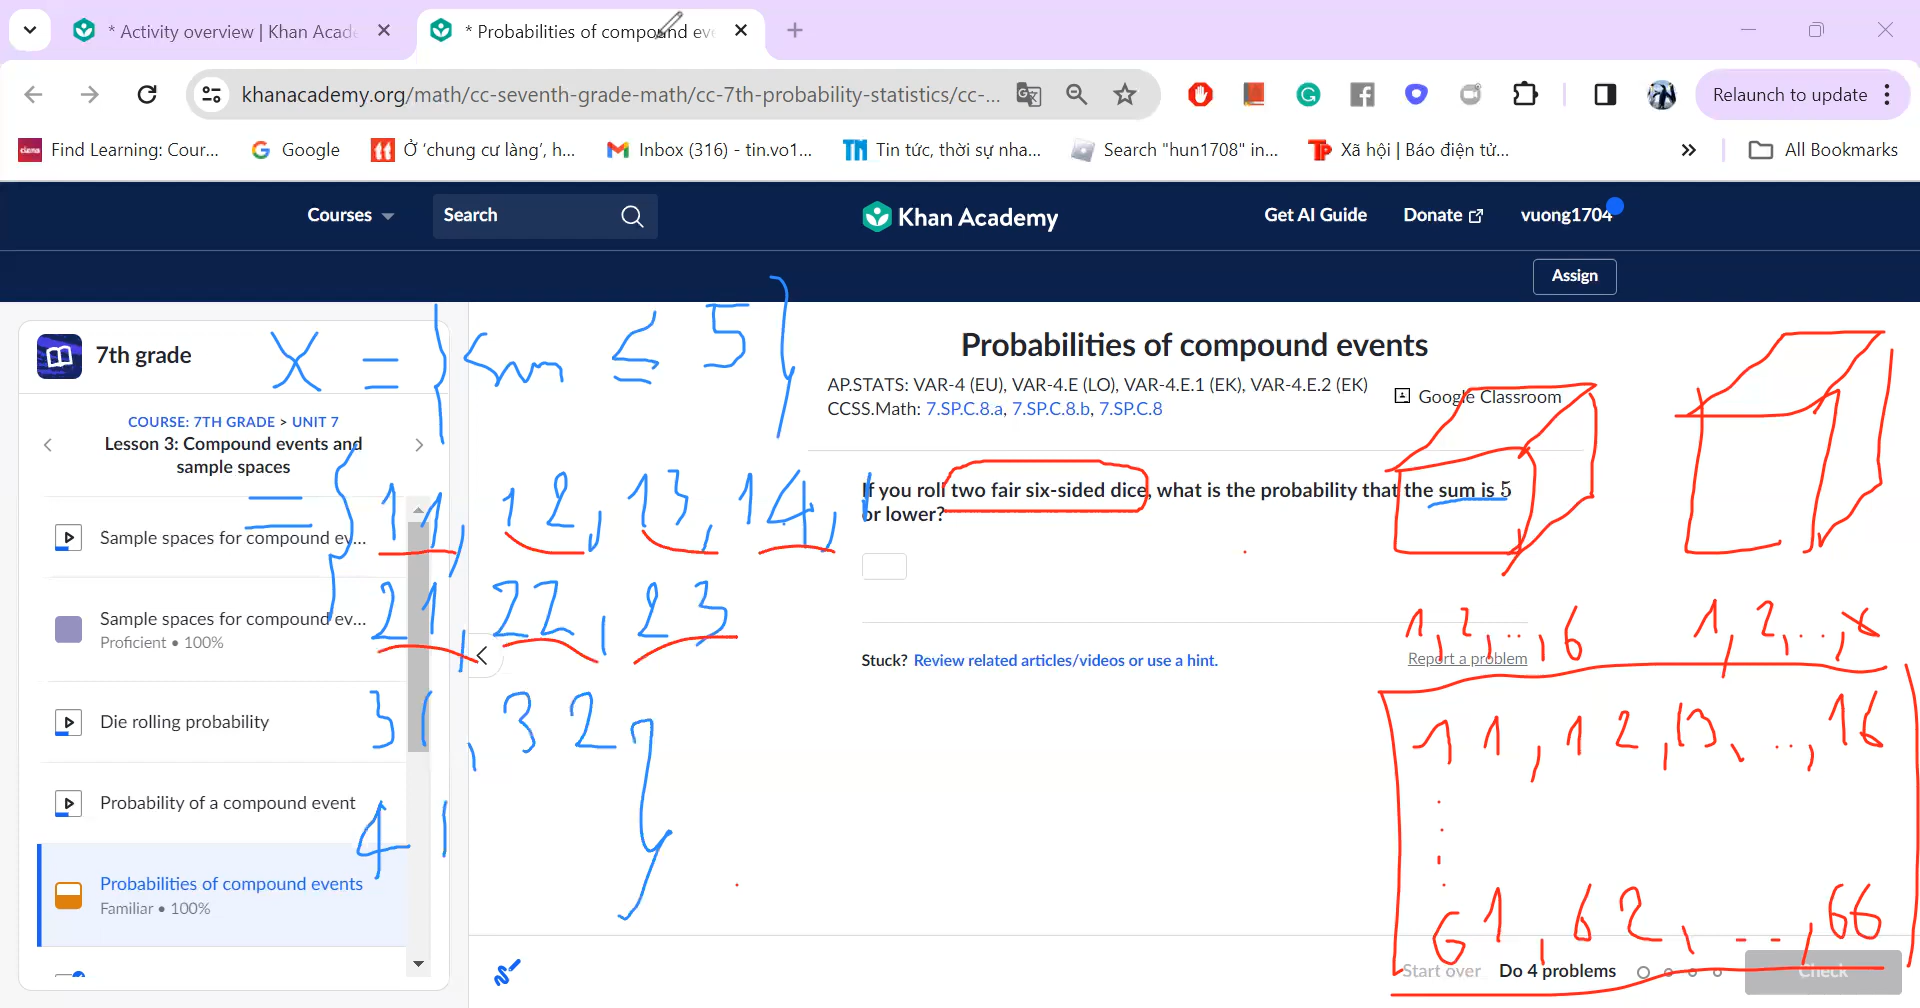 * Activity overview | Khan Acade
* Probabilities of compound eve
khanacademy.org/math/cc-seventh-grade-math/cc-7th-probability-statistics/cc-...
Relaunch to update
Find Learning: Cour...
Google
Ở 'chung cư làng', h...
Inbox (316) - tin.vo1...
Tin tức, thời sự nha...
Search "hun1708" in...
Xã hội | Báo điện tử...
All Bookmarks
Courses
Search
Khan Academy
Get AI Guide
Donate
vuong1704
Assign
X = { sum ≤ 5 }
7th grade
COURSE: 7TH GRADE > UNIT 7
Lesson 3: Compound events and
sample spaces
Sample spaces for compound ev...
Sample spaces for compound ev...
Proficient • 100%
Die rolling probability
Probability of a compound event
Probabilities of compound events
Familiar • 100%
= { 11, 12, 13, 14,
21, 22, 23
31, 32 }
41
Probabilities of compound events
AP.STATS: VAR‑4 (EU), VAR‑4.E (LO), VAR‑4.E.1 (EK), VAR‑4.E.2 (EK)
CCSS.Math: 7.SP.C.8.a, 7.SP.C.8.b, 7.SP.C.8
Google Classroom
If you roll two fair six-sided dice, what is the probability that the sum is 5
or lower?
Stuck? Review related articles/videos or use a hint.
Report a problem
1, 2, .., 6
1, 2, .., 6
11, 12, 13, ..., 16
61, 62, ..., 66
Start over
Do 4 problems
Check